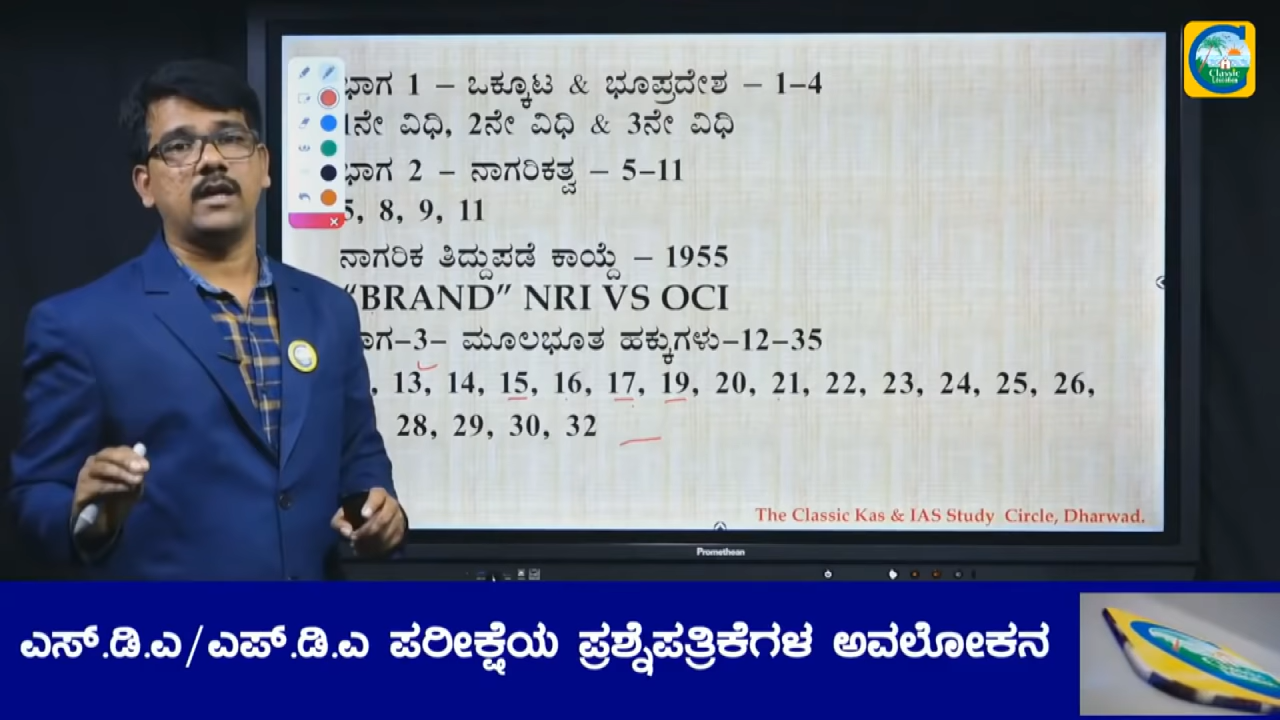 ಭಾಗ 1 – ಒಕ್ಕೂಟ & ಭೂಪ್ರದೇಶ – 1–4
1ನೇ ವಿಧಿ, 2ನೇ ವಿಧಿ & 3ನೇ ವಿಧಿ
ಭಾಗ 2 – ನಾಗರಿಕತ್ವ – 5–11
5, 8, 9, 11
ನಾಗರಿಕ ತಿದ್ದುಪಡೆ ಕಾಯ್ದೆ – 1955
“BRAND” NRI VS OCI
ಭಾಗ–3– ಮೂಲಭೂತ ಹಕ್ಕುಗಳು–12–35
, 13, 14, 15, 16, 17, 19, 20, 21, 22, 23, 24, 25, 26,
28, 29, 30, 32
The Classic Kas & IAS Study Circle, Dharwad.
Promethean
Classic
ಎಸ್.ಡಿ.ಎ/ಎಫ್.ಡಿ.ಎ ಪರೀಕ್ಷೆಯ ಪ್ರಶ್ನೆಪತ್ರಿಕೆಗಳ ಅವಲೋಕನ